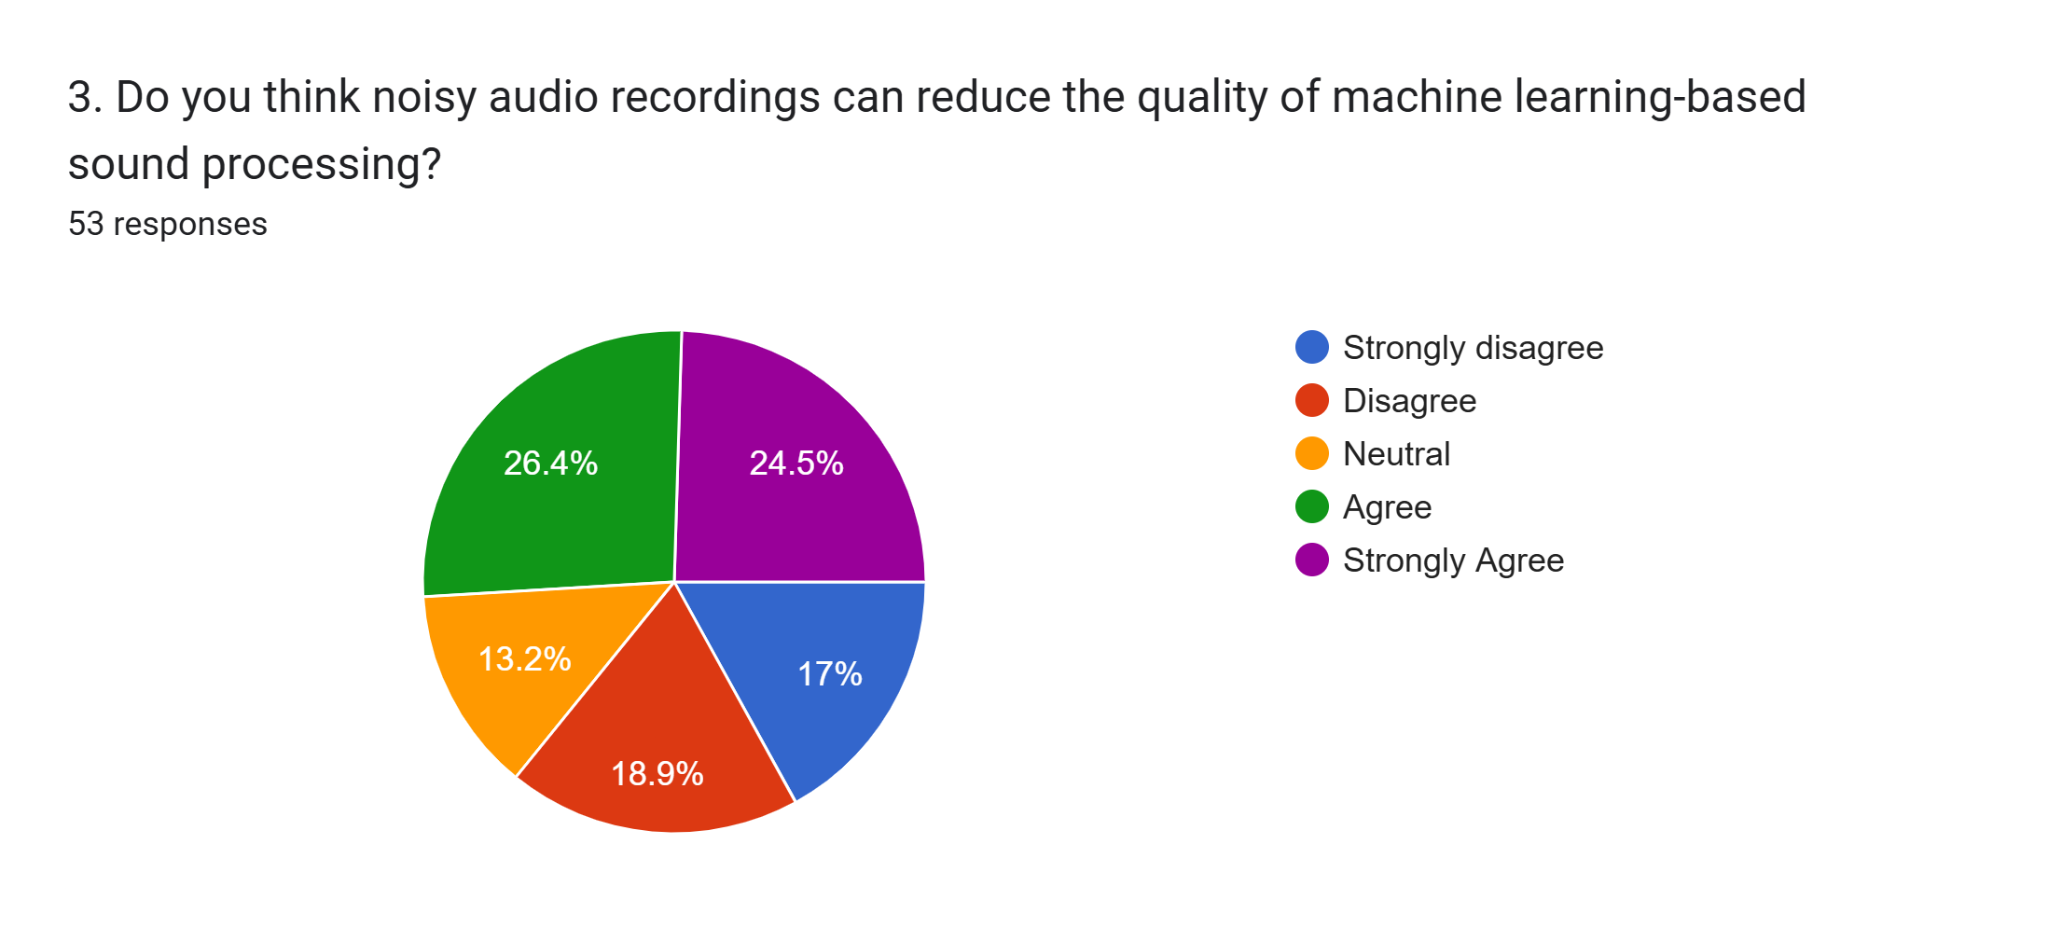 3. Do you think noisy audio recordings can reduce the quality of machine learning-based
sound processing?
53 responses
26.4%
24.5%
13.2%
17%
18.9%
Strongly disagree
Disagree
Neutral
Agree
Strongly Agree